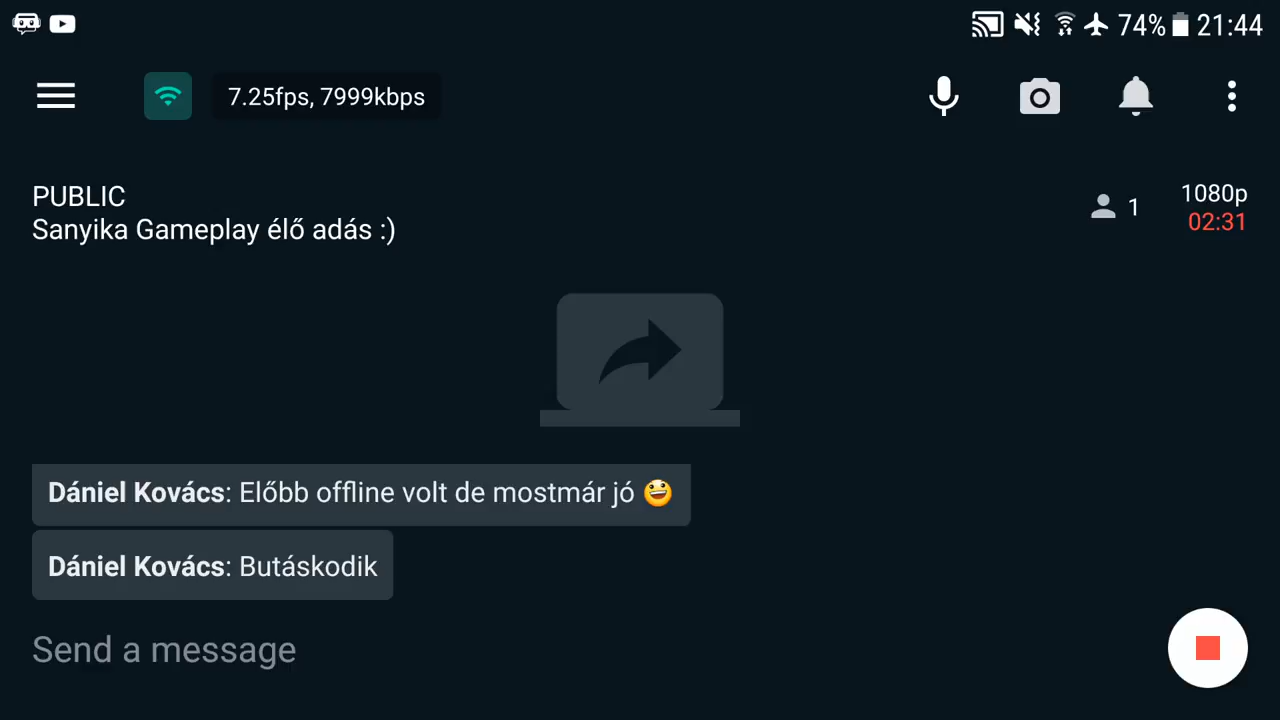 74% 21:44
7.25fps, 7999kbps
PUBLIC
Sanyika Gameplay élő adás :)
1
1080p
02:31
Dániel Kovács: Előbb offline volt de mostmár jó 😃
Dániel Kovács: Butáskodik
Send a message